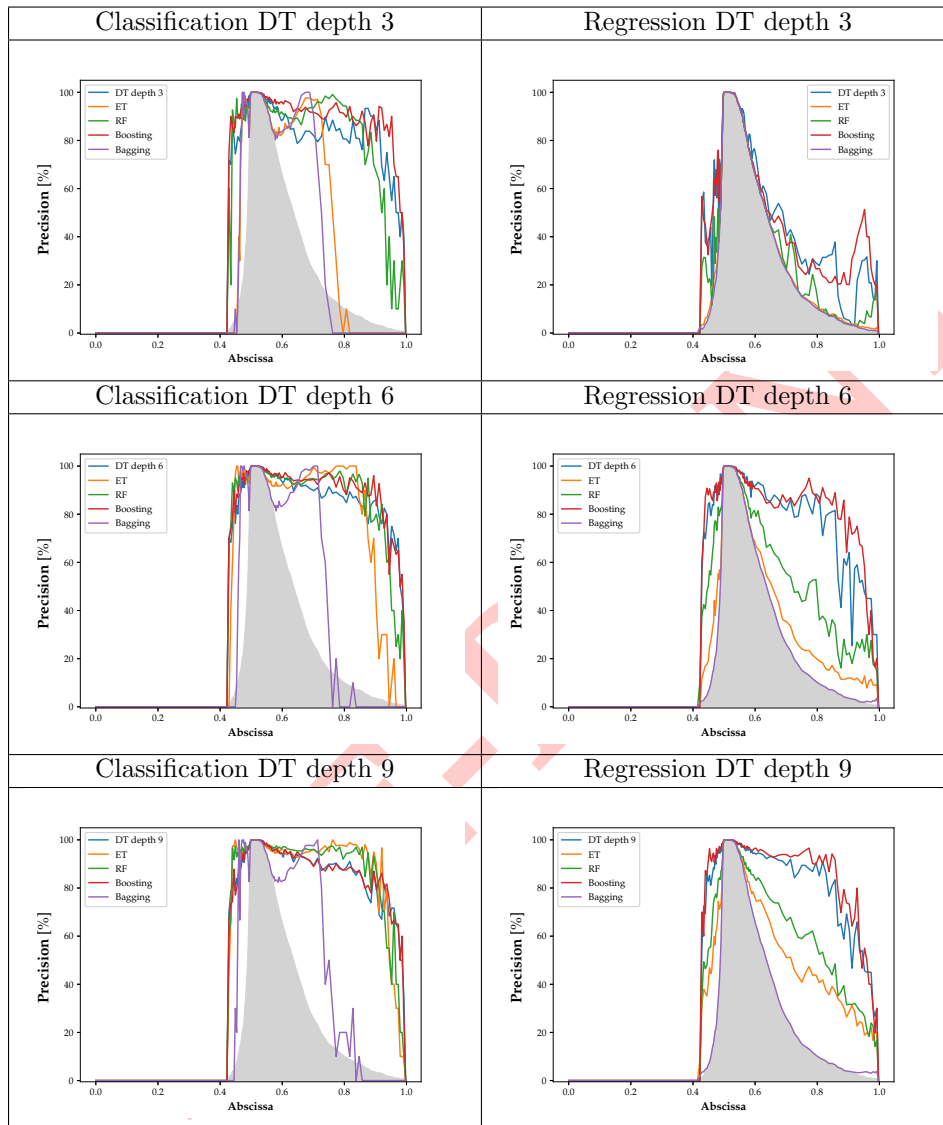 Classification DT depth 3
Regression DT depth 3
Precision [%]
100
80
60
40
20
0
DT depth 3
ET
RF
Boosting
Bagging
0.0 0.2 0.4 0.6 0.8 1.0
Abscissa
Precision [%]
100
80
60
40
20
0
DT depth 3
ET
RF
Boosting
Bagging
0.0 0.2 0.4 0.6 0.8 1.0
Abscissa
Classification DT depth 6
Regression DT depth 6
Precision [%]
100
80
60
40
20
0
DT depth 6
ET
RF
Boosting
Bagging
0.0 0.2 0.4 0.6 0.8 1.0
Abscissa
Precision [%]
100
80
60
40
20
0
DT depth 6
ET
RF
Boosting
Bagging
0.0 0.2 0.4 0.6 0.8 1.0
Abscissa
Classification DT depth 9
Regression DT depth 9
Precision [%]
100
80
60
40
20
0
DT depth 9
ET
RF
Boosting
Bagging
0.0 0.2 0.4 0.6 0.8 1.0
Abscissa
Precision [%]
100
80
60
40
20
0
DT depth 9
ET
RF
Boosting
Bagging
0.0 0.2 0.4 0.6 0.8 1.0
Abscissa